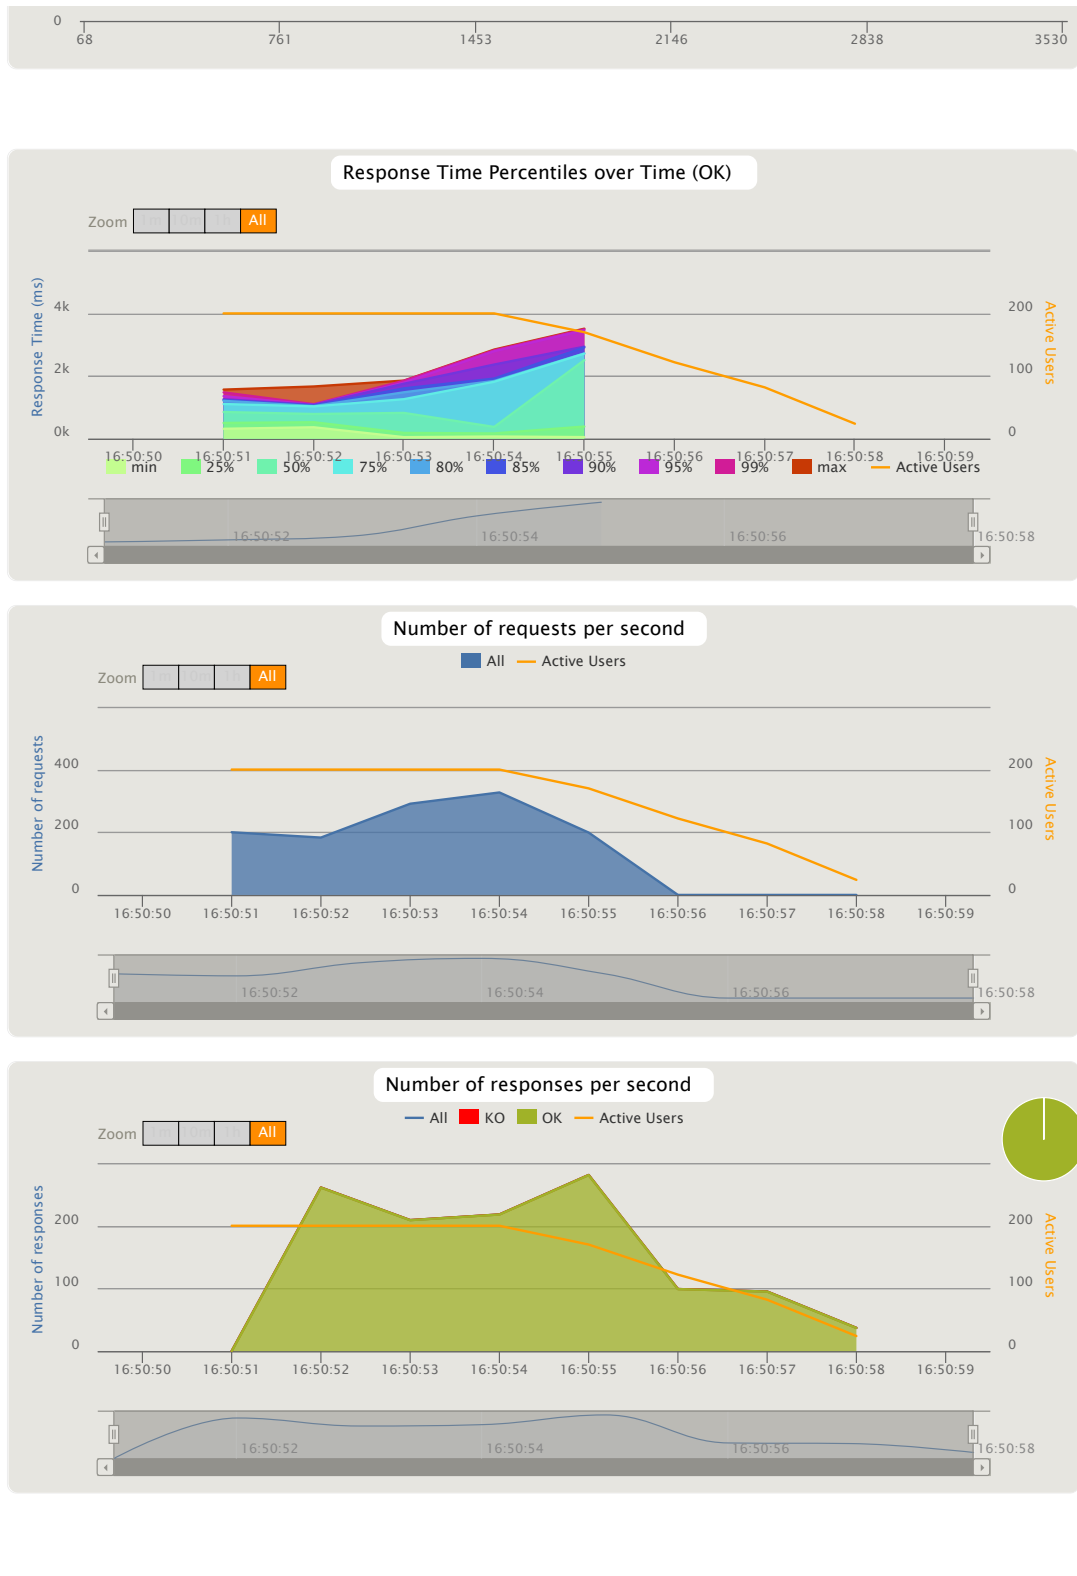 0
68 761 1453 2146 2838 3530
Response Time Percentiles over Time (OK)
Zoom 1m 10m 1h All
Response Time (ms)
4k
2k
0k
200
100
0
Active Users
16:50:50 16:50:51 16:50:52 16:50:53 16:50:54 16:50:55 16:50:56 16:50:57 16:50:58 16:50:59
min 25% 50% 75% 80% 85% 90% 95% 99% max Active Users
16:50:52 16:50:54 16:50:56 16:50:58
Number of requests per second
All Active Users
Zoom 1m 10m 1h All
Number of requests
400
200
0
200
100
0
Active Users
16:50:50 16:50:51 16:50:52 16:50:53 16:50:54 16:50:55 16:50:56 16:50:57 16:50:58 16:50:59
16:50:52 16:50:54 16:50:56 16:50:58
Number of responses per second
All KO OK Active Users
Zoom 1m 10m 1h All
Number of responses
200
100
0
200
100
0
Active Users
16:50:50 16:50:51 16:50:52 16:50:53 16:50:54 16:50:55 16:50:56 16:50:57 16:50:58 16:50:59
16:50:52 16:50:54 16:50:56 16:50:58